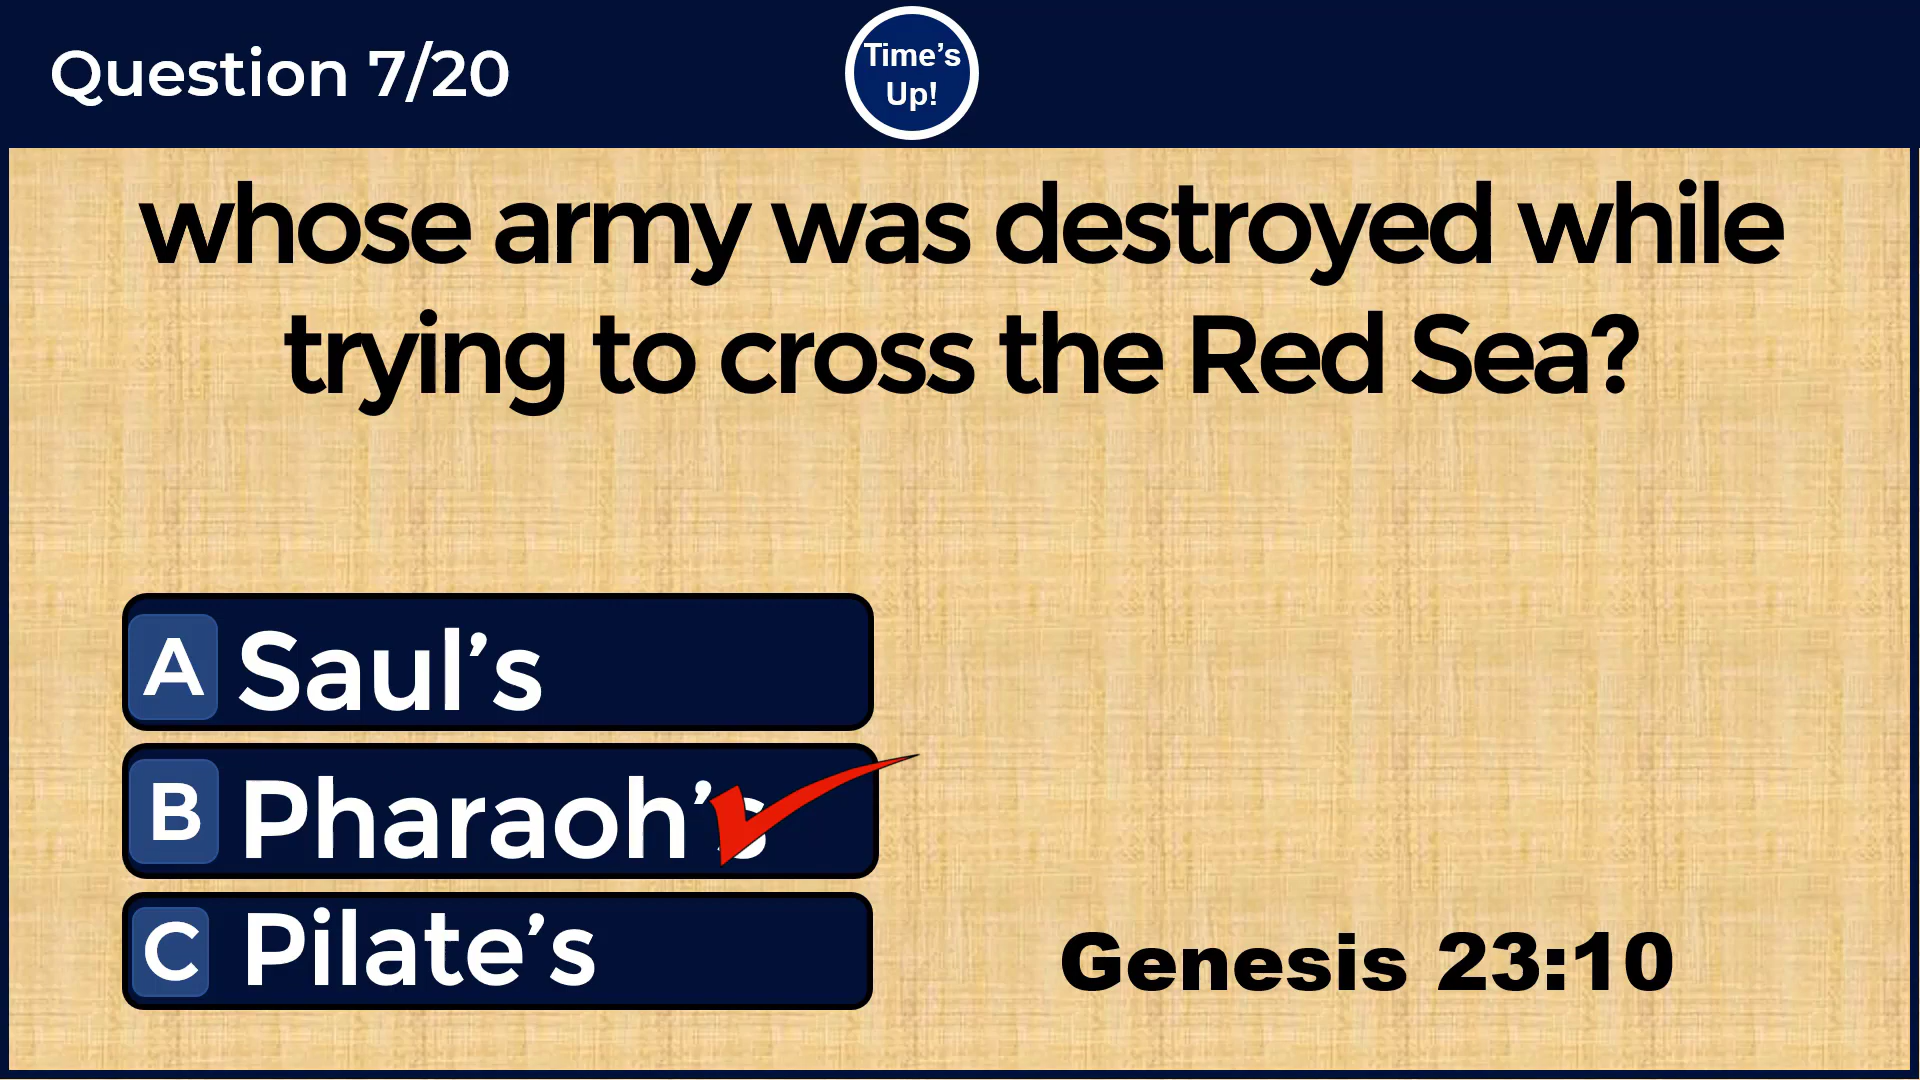 Question 7/20
Time’s
Up!
whose army was destroyed while
trying to cross the Red Sea?
A Saul’s
B Pharaoh’s
C Pilate’s
Genesis 23:10